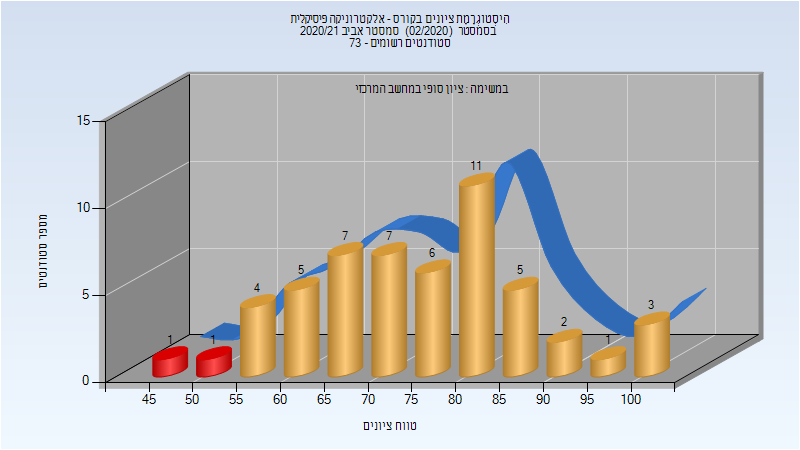 היסטוגרמת ציונים בקורס - אלקטרוניקה פיסיקלית
בסמסטר (02/2020) סמסטר אביב 2020/21
סטודנטים רשומים - 73
במשימה : ציון סופי במחשב המרכזי
15
10
5
0
מספר סטודנטים
1
1
4
5
7
7
6
11
5
2
1
3
45 50 55 60 65 70 75 80 85 90 95 100
טווח ציונים